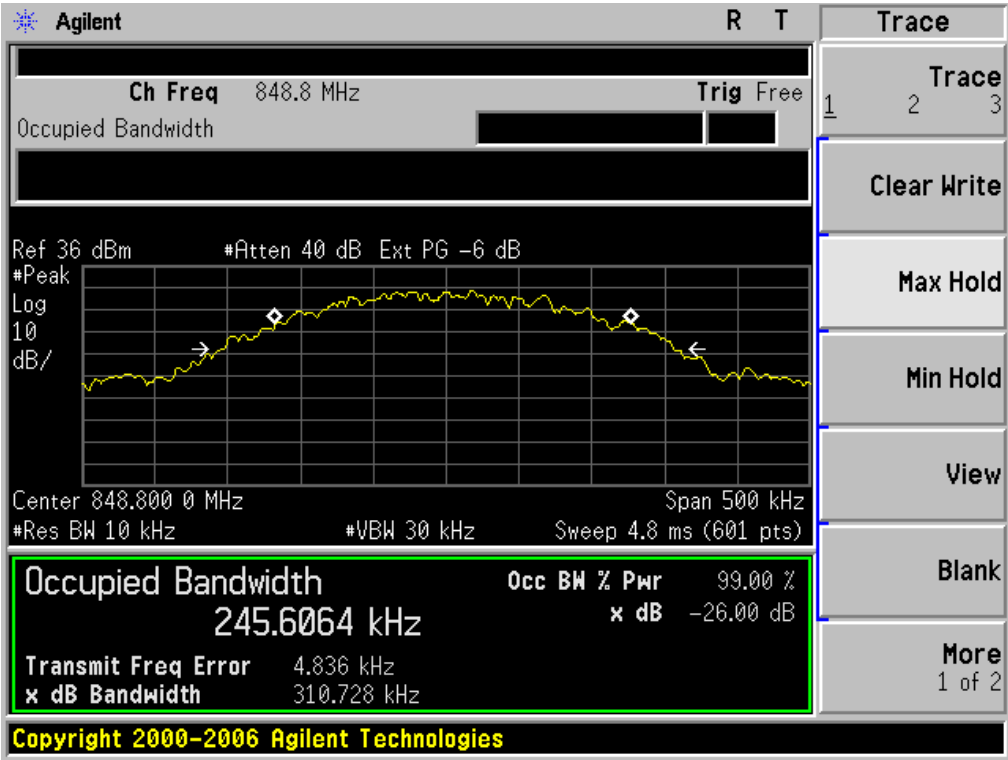 Agilent R T Trace
Ch Freq 848.8 MHz Trig Free
Occupied Bandwidth
Trace
1 2 3
Clear Write
Ref 36 dBm #Atten 40 dB Ext PG -6 dB
#Peak
Log
10
dB/
Max Hold
Min Hold
View
Center 848.800 0 MHz Span 500 kHz
#Res BW 10 kHz #VBW 30 kHz Sweep 4.8 ms (601 pts)
Occupied Bandwidth Occ BW % Pwr 99.00 %
245.6064 kHz x dB -26.00 dB
Transmit Freq Error 4.836 kHz
x dB Bandwidth 310.728 kHz
Blank
More
1 of 2
Copyright 2000-2006 Agilent Technologies